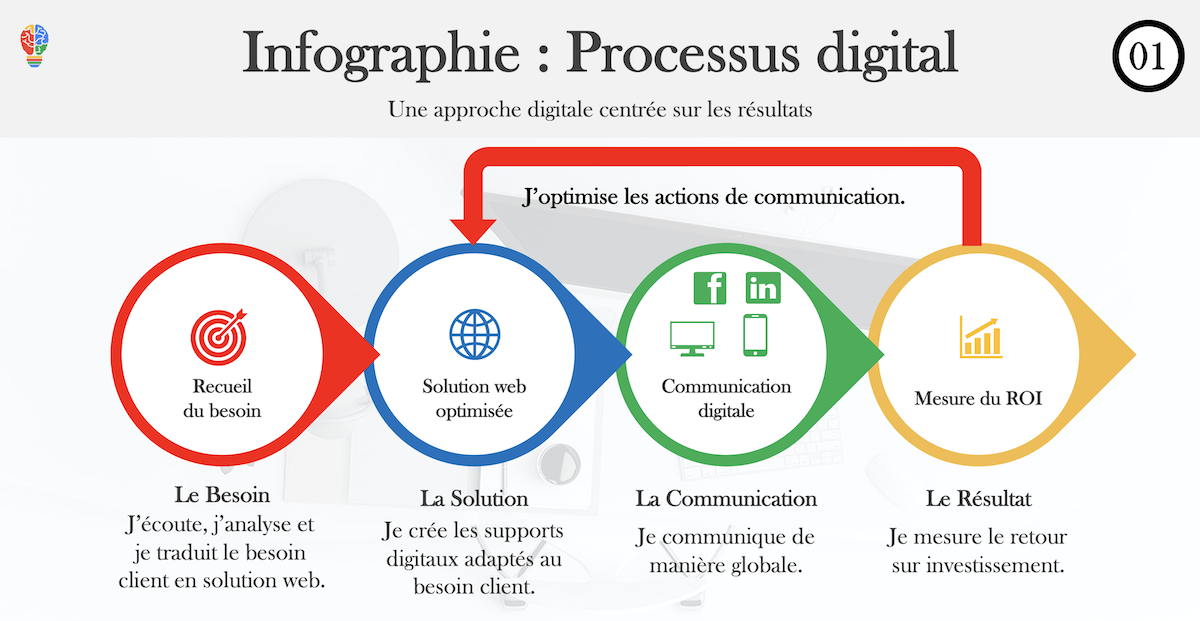 Infographie : Processus digital
01
Une approche digitale centrée sur les résultats
J’optimise les actions de communication.
Recueil
du besoin
Solution web
optimisée
f
in
Communication
digitale
Mesure du ROI
Le Besoin
J’écoute, j’analyse et
je traduit le besoin
client en solution web.
La Solution
Je crée les supports
digitaux adaptés au
besoin client.
La Communication
Je communique de
manière globale.
Le Résultat
Je mesure le retour
sur investissement.